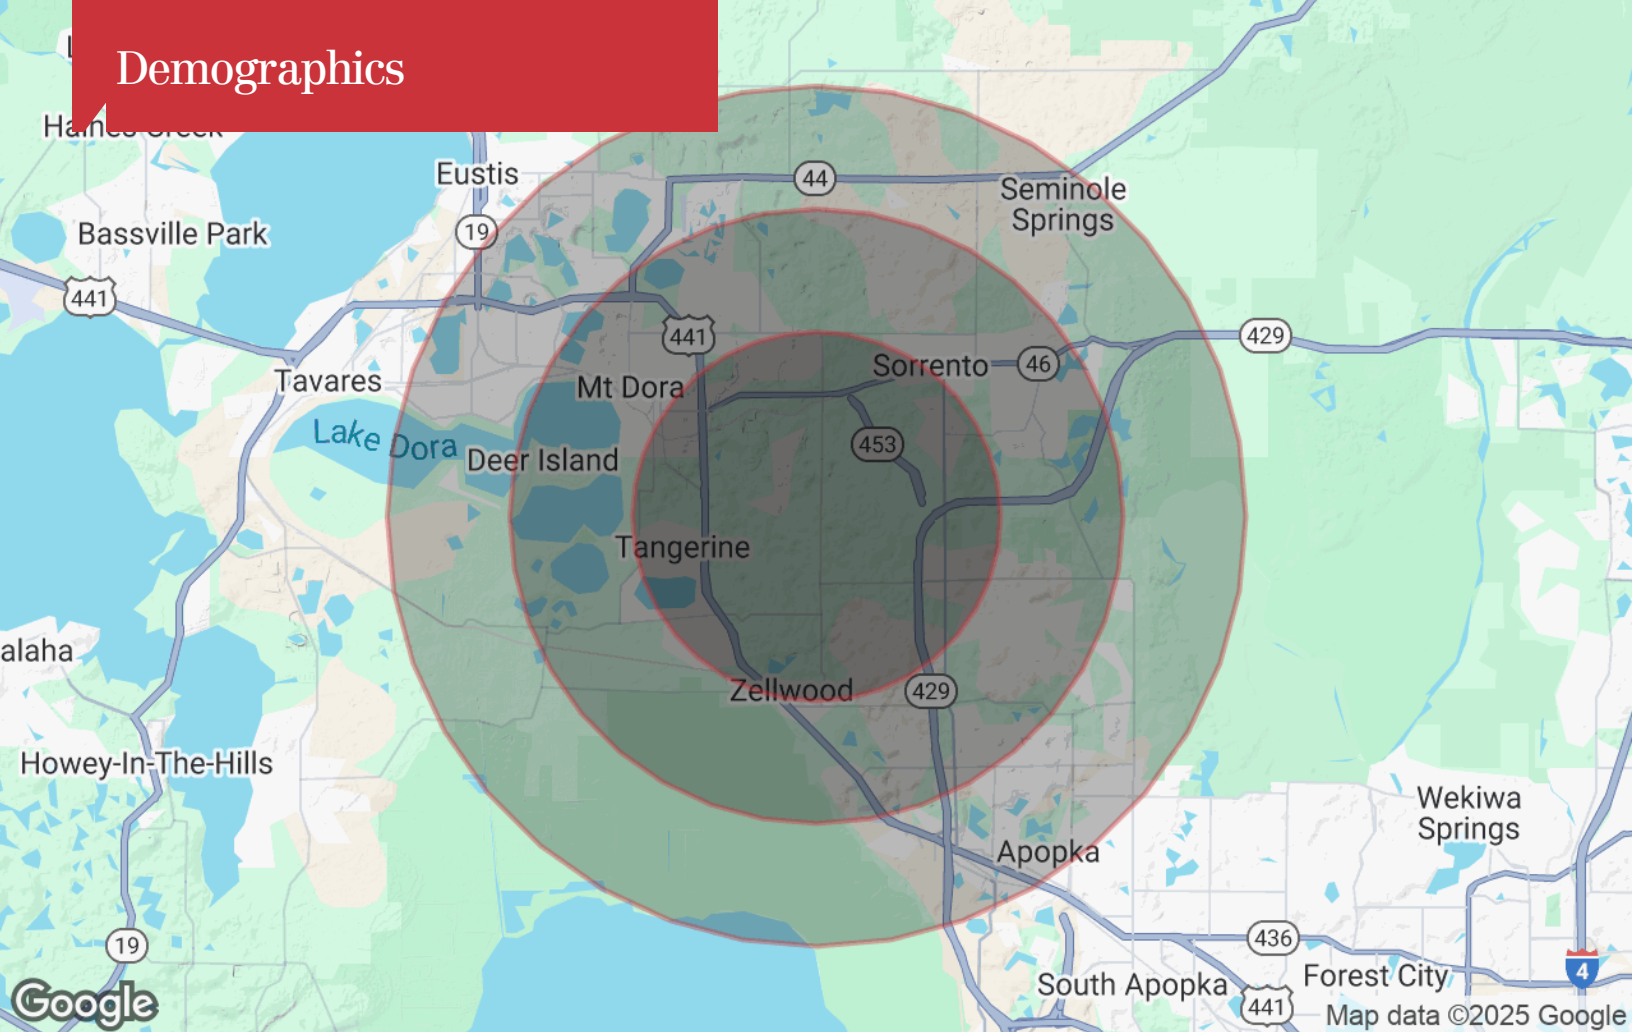 Demographics
Haines Creek
Eustis
44
Seminole
Springs
19
Bassville Park
441
441
429
Sorrento
46
Tavares
Mt Dora
Lake Dora
453
Deer Island
Tangerine
alaha
Zellwood
429
Howey-In-The-Hills
Wekiwa
Springs
Apopka
19
436
4
South Apopka
Forest City
441
Google
Map data ©2025 Google